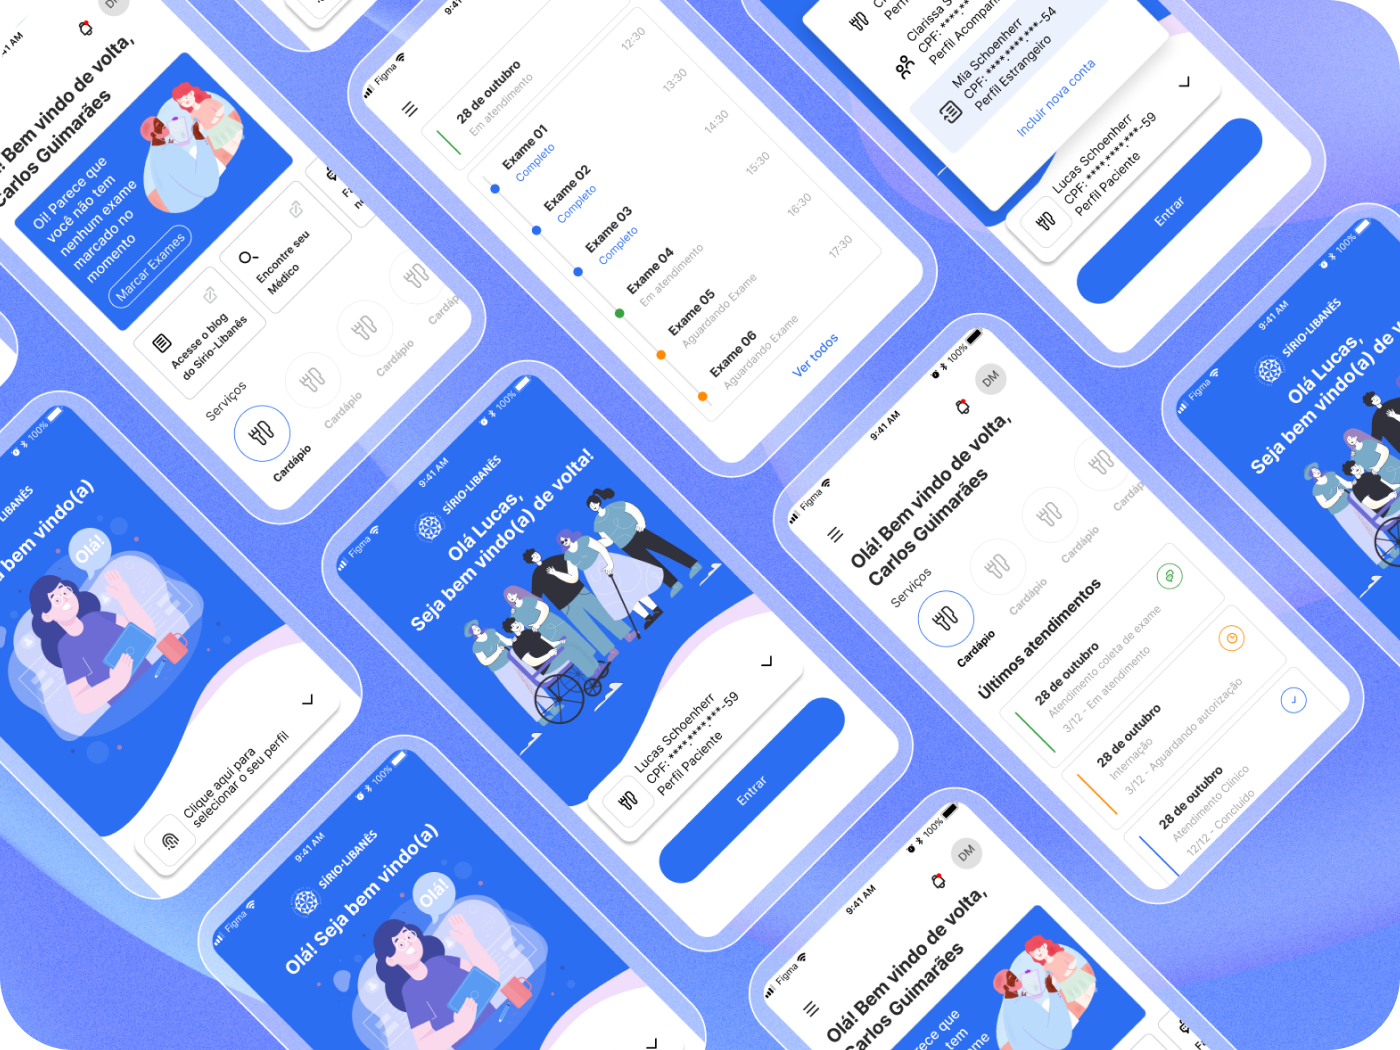 9:41 AM
DM
! Bem vindo de volta,
Carlos Guimarães
Oi! Parece que
você não tem
nenhum exame
marcado no
momento
Marcar Exames
Acesse o blog
do Sírio-Libanês
Encontre seu
Médico
Serviços
Cardápio
Cardápio
Cardápio
Cardáp
Figma
9:41
28 de outubro
Em atendimento
Exame 01
Completo
12:30
Exame 02
Completo
13:30
Exame 03
Completo
14:30
Exame 04
Em atendimento
15:30
Exame 05
Aguardando Exame
16:30
Exame 06
Aguardando Exame
17:30
Ver todos
Clarissa S
CPF: ****.***
Perfil Acompan
Mia Schoenherr
CPF: ****.***.***-54
Perfil Estrangeiro
Incluir nova conta
Lucas Schoenherr
CPF: ****.***.***-59
Perfil Paciente
Entrar
Figma
9:41 AM
100%
SÍRIO-LIBANÊS
Olá Lucas,
Seja bem vindo(a) de
100%
LIBANÊS
bem vindo(a)
Olá!
Clique aqui para
selecionar o seu perfil
Figma
9:41 AM
100%
SÍRIO-LIBANÊS
Olá Lucas,
Seja bem vindo(a) de volta!
Lucas Schoenherr
CPF: ****.***.***-59
Perfil Paciente
Entrar
Figma
9:41 AM
100%
DM
Olá! Bem vindo de volta,
Carlos Guimarães
Serviços
Cardápio
Cardápio
Cardápio
Cardáp
Últimos atendimentos
28 de outubro
Atendimento coleta de exame
3/12 - Em atendimento
28 de outubro
Internação
3/12 - Aguardando autorização
28 de outubro
Atendimento Clínico
12/12 - Concluído
Figma
9:41 AM
100%
SÍRIO-LIBANÊS
Olá! Seja bem vindo(a)
Olá!
Figma
9:41 AM
100%
DM
Olá! Bem vindo de volta,
Carlos Guimarães
rece que
tem
exame